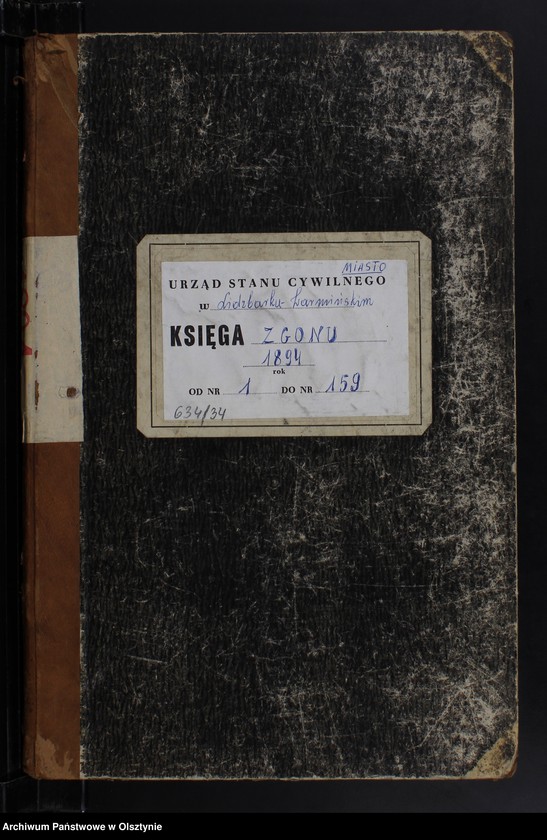 MIASTO
URZĄD STANU CYWILNEGO
w Lidzbarku-Warmińskim
KSIĘGA ZGONU
1894
rok
OD NR 1 DO NR 159
634/34
Archiwum Państwowe w Olsztynie